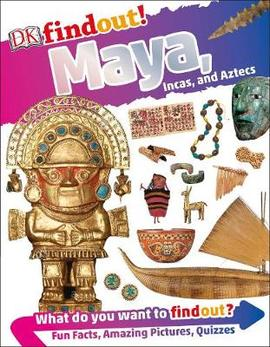 DK findout!
Maya,
Incas, and Aztecs
What do you want to findout?
Fun Facts, Amazing Pictures, Quizzes